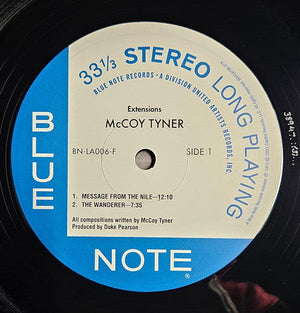 33⅓ STEREO LONG PLAYING
BLUE NOTE RECORDS • A DIVISION UNITED ARTISTS RECORDS, INC.
Extensions
McCOY TYNER
BN-LA006-F
SIDE 1
1. MESSAGE FROM THE NILE—12:10
2. THE WANDERER—7:35
All compositions written by McCoy Tyner
Produced by Duke Pearson
BLUE
NOTE
®